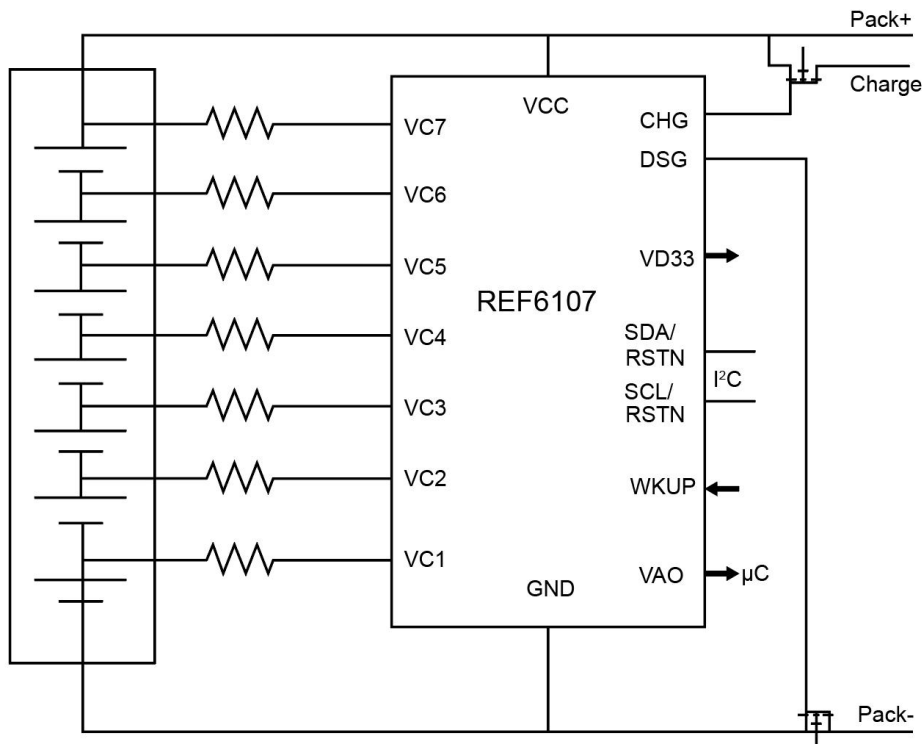 Pack+
Charge
VCC
VC7
CHG
DSG
VC6
VC5
VD33
REF6107
VC4
SDA/
RSTN
I²C
VC3
SCL/
RSTN
VC2
WKUP
VC1
VAO
µC
GND
Pack-